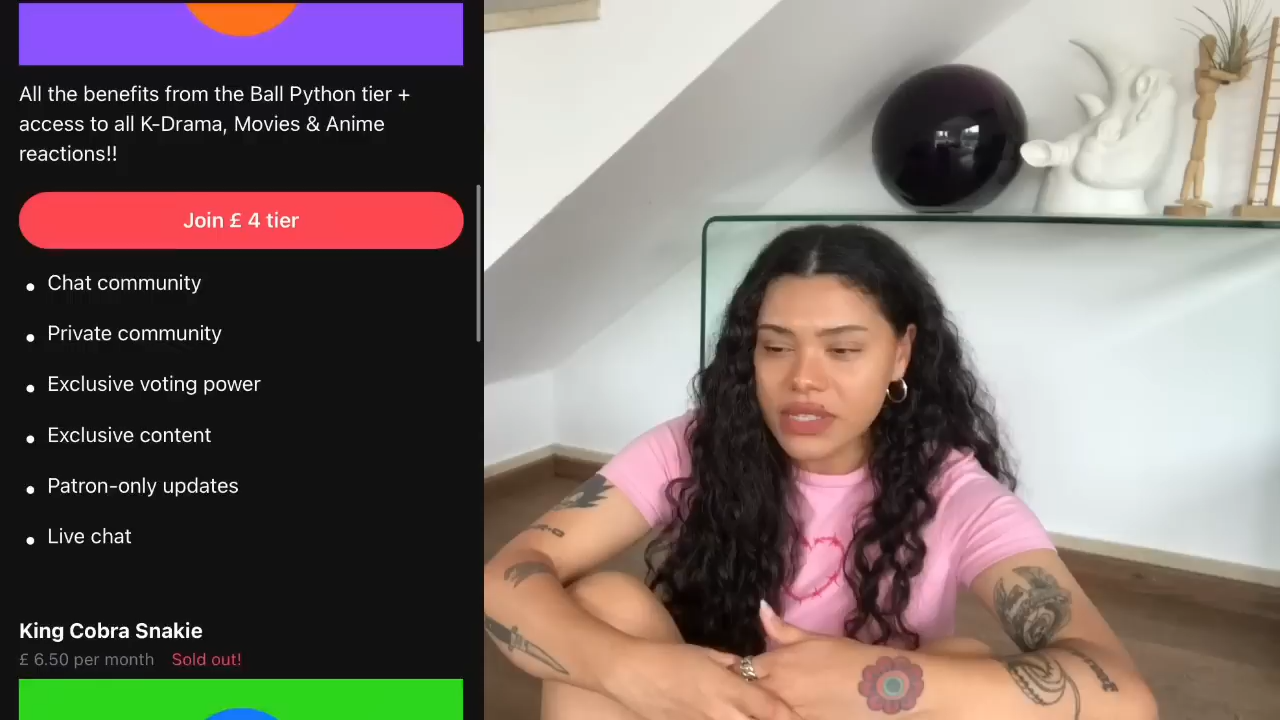 All the benefits from the Ball Python tier +
access to all K-Drama, Movies & Anime
reactions!!
Join £ 4 tier
Chat community
Private community
Exclusive voting power
Exclusive content
Patron-only updates
Live chat
King Cobra Snakie
£ 6.50 per month Sold out!